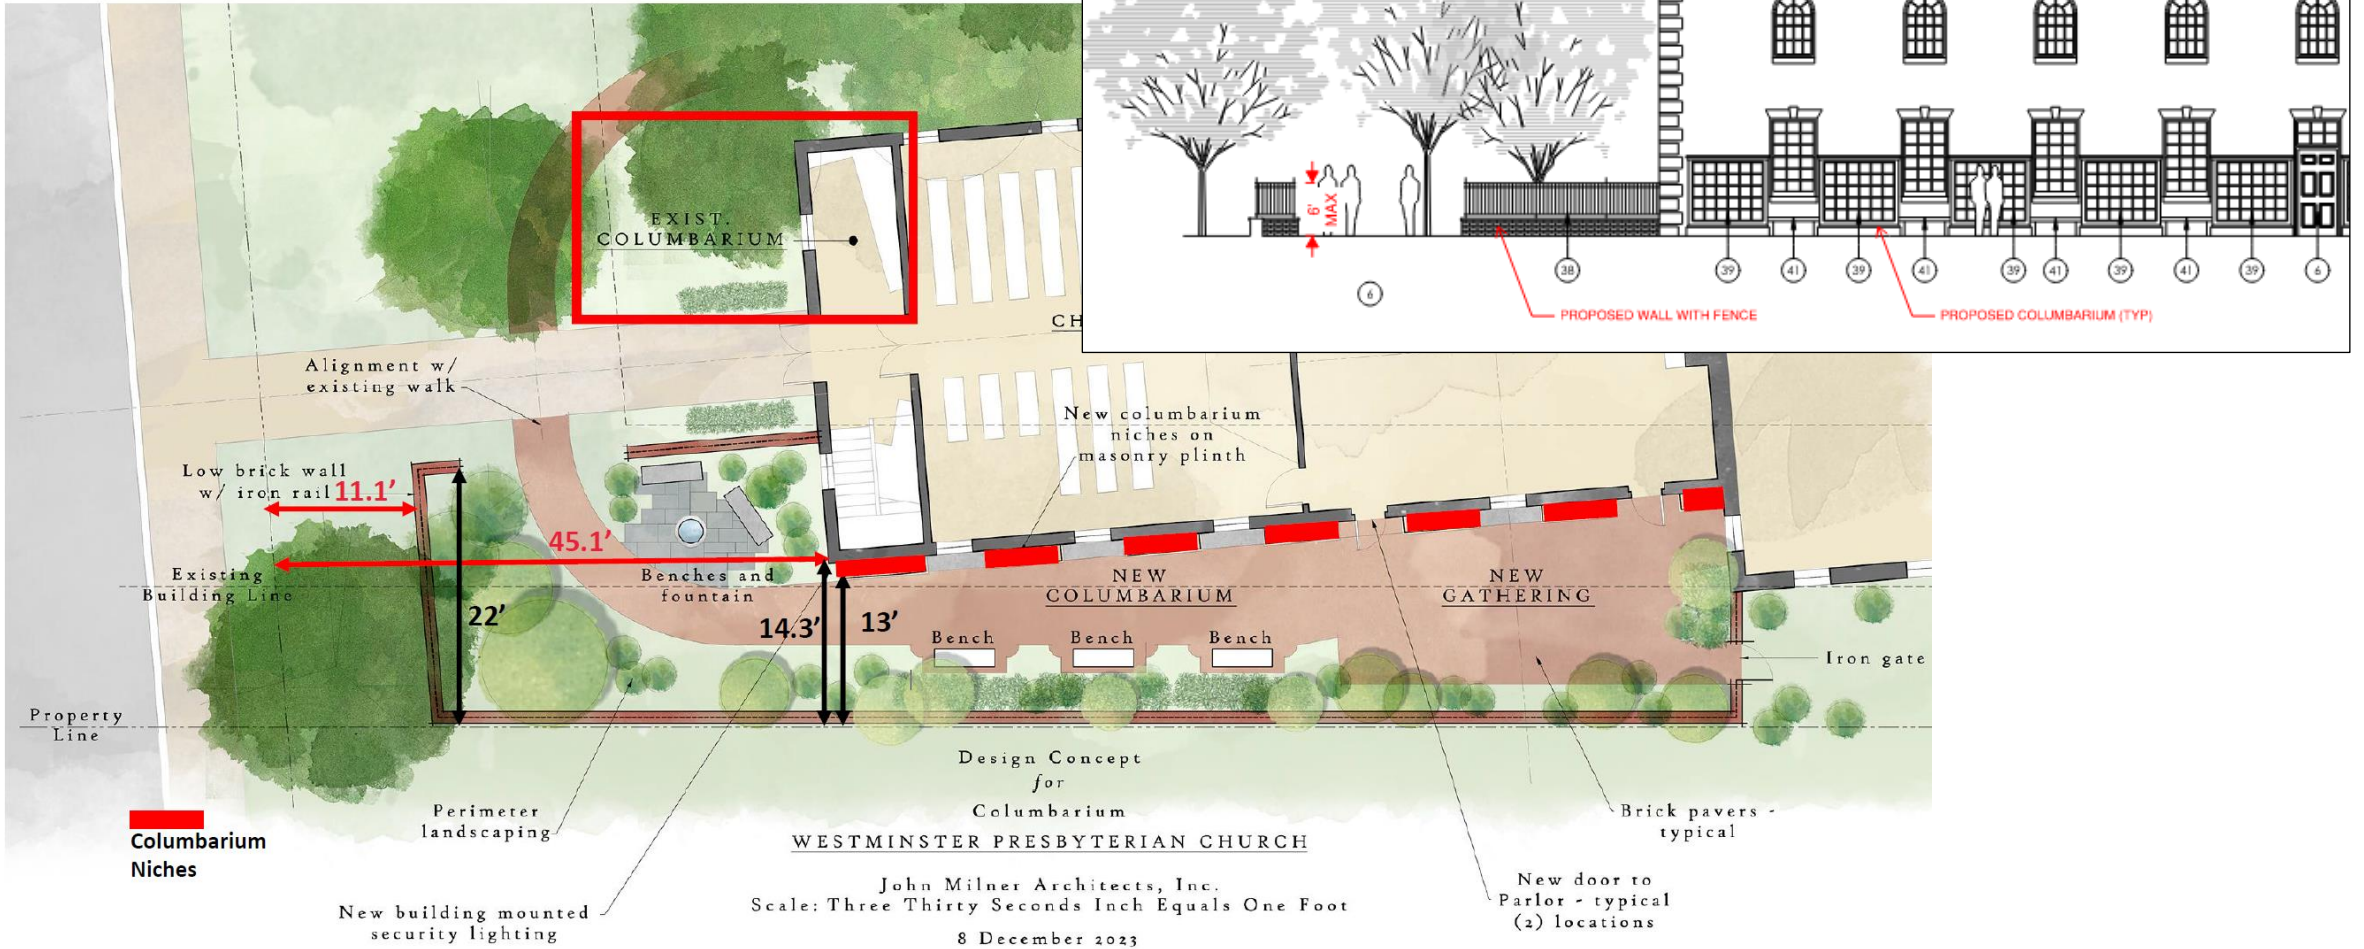 EXIST.
COLUMBARIUM
CH
6'
MAX
39
41
39
41
39
41
39
41
39
6
38
6
PROPOSED WALL WITH FENCE
PROPOSED COLUMBARIUM (TYP)
Alignment w/
existing walk
New columbarium
niches on
masonry plinth
Low brick wall
w/ iron rail
11.1’
45.1’
Existing
Building Line
Benches and
fountain
22’
14.3’
13’
NEW
COLUMBARIUM
NEW
GATHERING
Bench
Bench
Bench
Iron gate
Property
Line
Design Concept
for
Columbarium
WESTMINSTER PRESBYTERIAN CHURCH
John Milner Architects, Inc.
Scale: Three Thirty Seconds Inch Equals One Foot
8 December 2023
Perimeter
landscaping
Columbarium
Niches
New building mounted
security lighting
Brick pavers -
typical
New door to
Parlor - typical
(2) locations